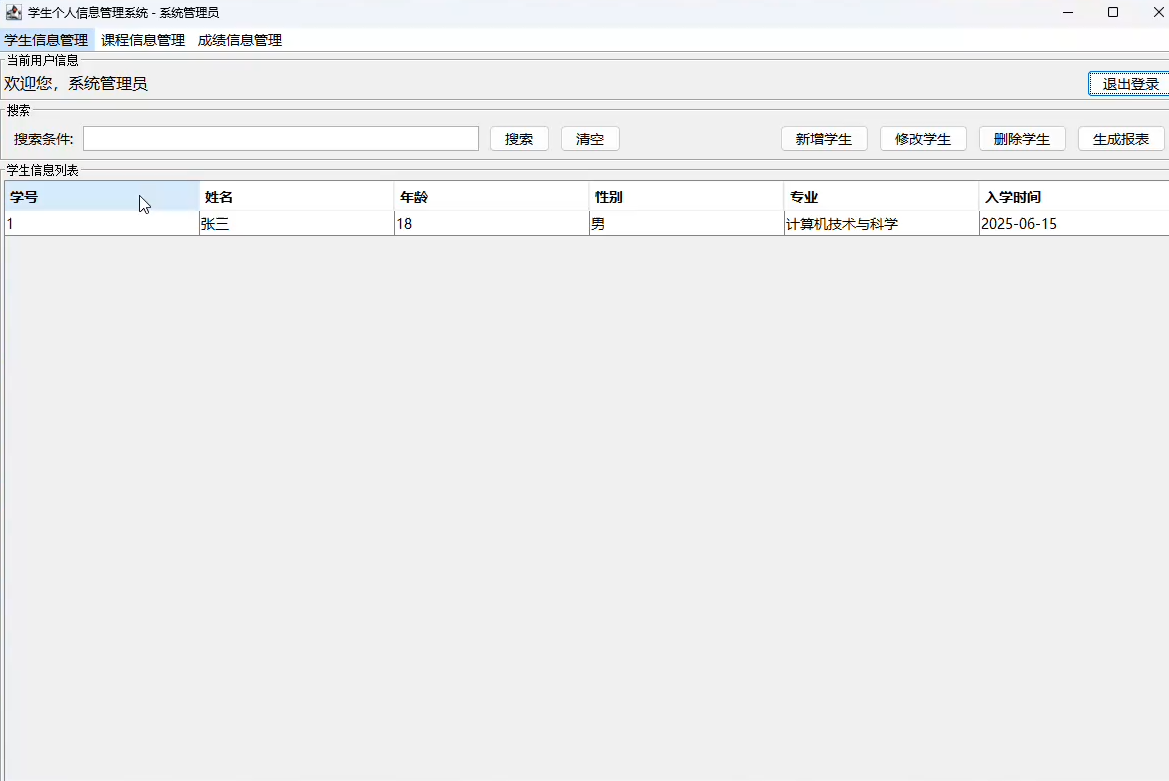 学生个人信息管理系统 - 系统管理员
学生信息管理 课程信息管理 成绩信息管理
当前用户信息
欢迎您，系统管理员 退出登录
搜索
搜索条件: 搜索 清空 新增学生 修改学生 删除学生 生成报表
学生信息列表
学号 姓名 年龄 性别 专业 入学时间
1 张三 18 男 计算机技术与科学 2025-06-15